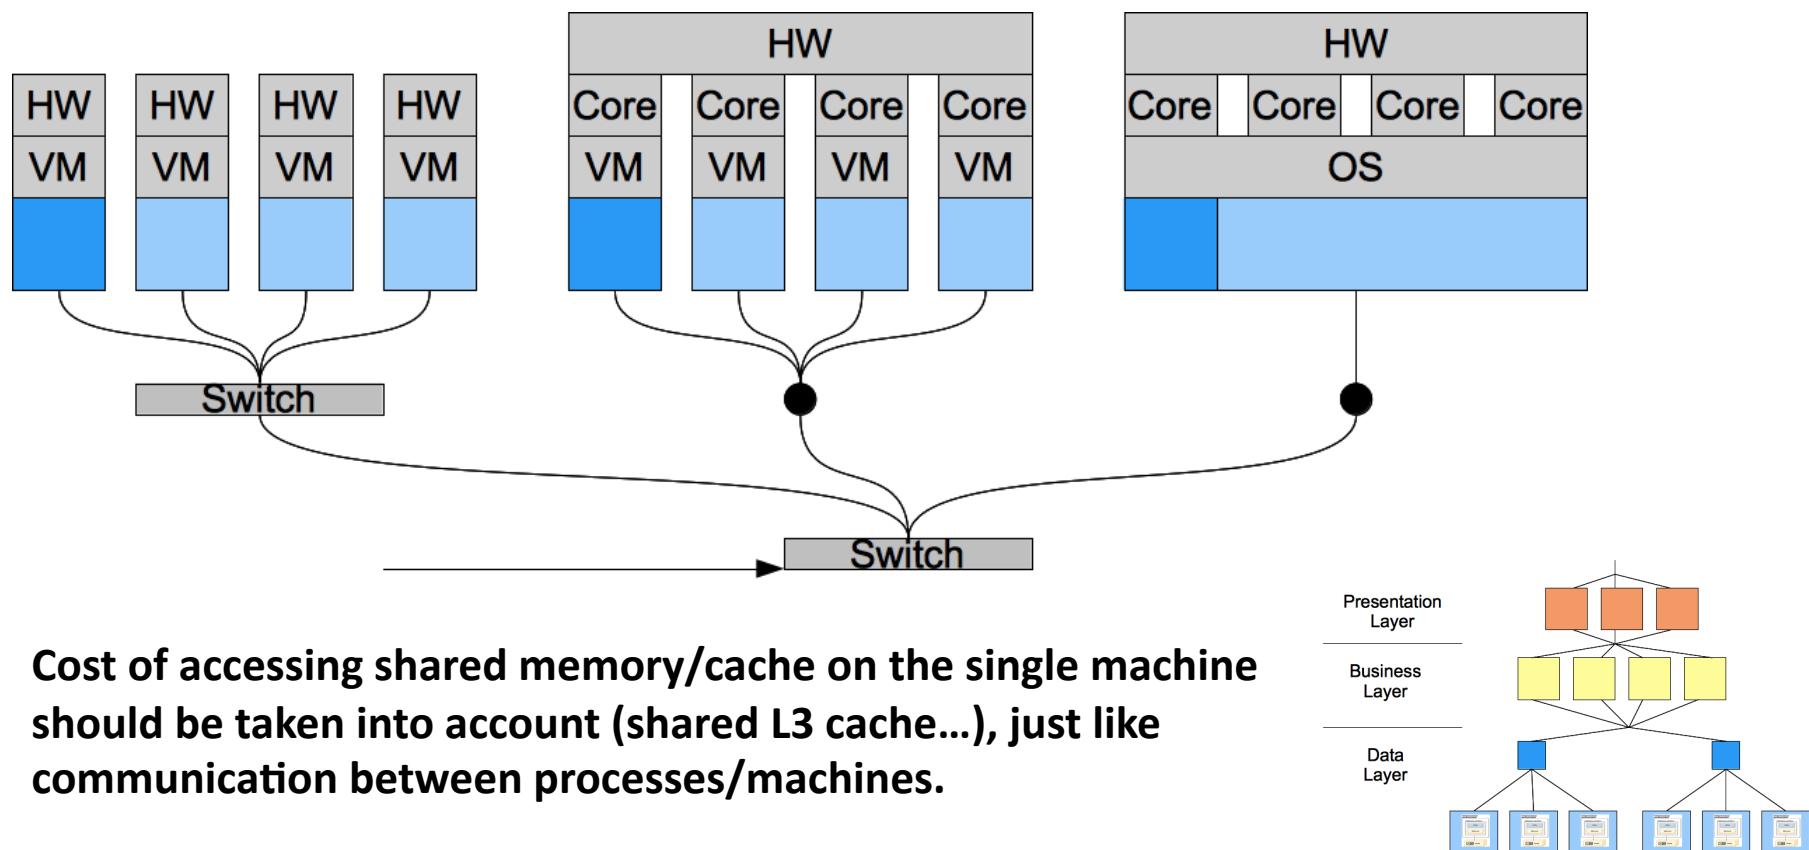 HW
HW
HW HW HW HW Core Core Core Core Core Core Core Core
VM VM VM VM VM VM VM VM OS
Switch
Switch
Presentation
Layer
Business
Layer
Data
Layer
Cost of accessing shared memory/cache on the single machine
should be taken into account (shared L3 cache…), just like
communication between processes/machines.